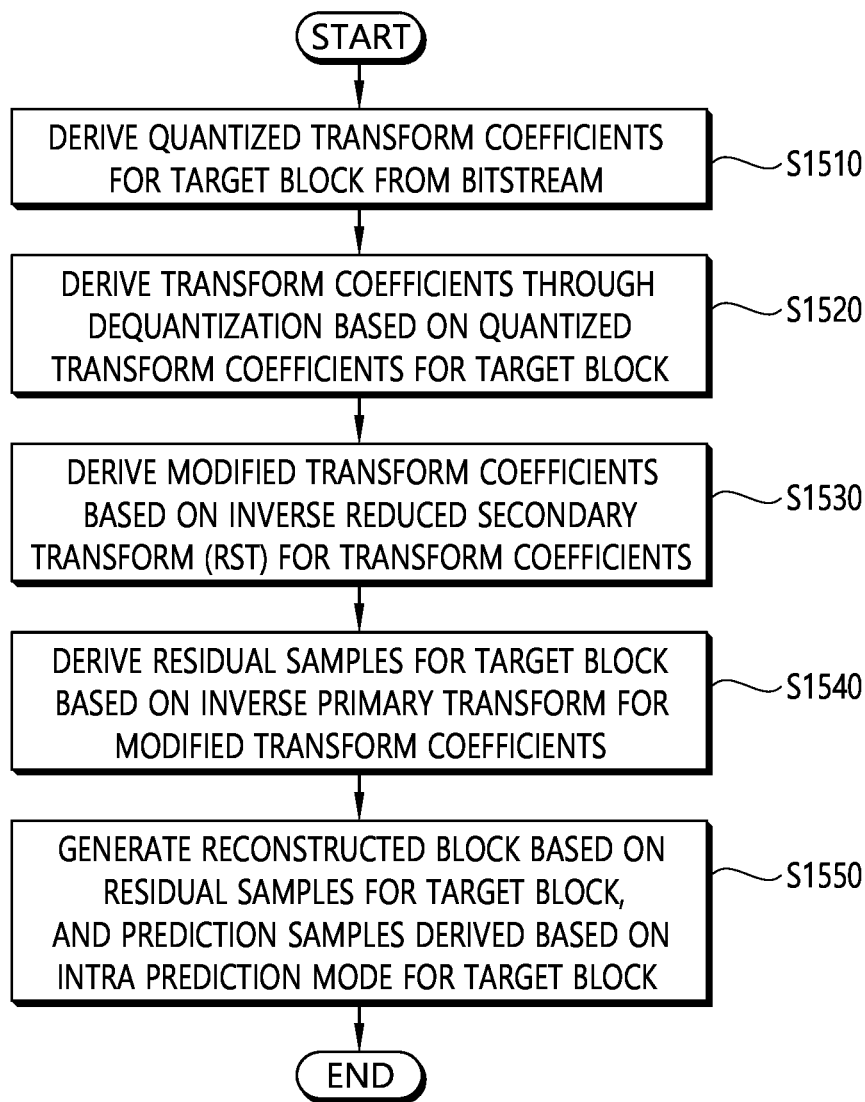 START
DERIVE QUANTIZED TRANSFORM COEFFICIENTS
FOR TARGET BLOCK FROM BITSTREAM
S1510
DERIVE TRANSFORM COEFFICIENTS THROUGH
DEQUANTIZATION BASED ON QUANTIZED
TRANSFORM COEFFICIENTS FOR TARGET BLOCK
S1520
DERIVE MODIFIED TRANSFORM COEFFICIENTS
BASED ON INVERSE REDUCED SECONDARY
TRANSFORM (RST) FOR TRANSFORM COEFFICIENTS
S1530
DERIVE RESIDUAL SAMPLES FOR TARGET BLOCK
BASED ON INVERSE PRIMARY TRANSFORM FOR
MODIFIED TRANSFORM COEFFICIENTS
S1540
GENERATE RECONSTRUCTED BLOCK BASED ON
RESIDUAL SAMPLES FOR TARGET BLOCK,
AND PREDICTION SAMPLES DERIVED BASED ON
INTRA PREDICTION MODE FOR TARGET BLOCK
S1550
END